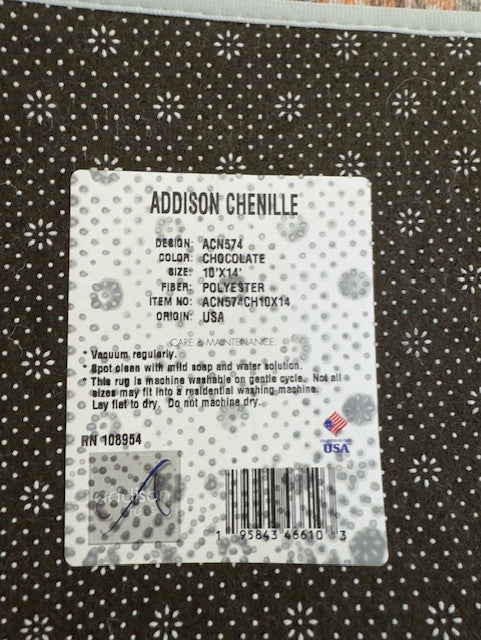 ADDISON CHENILLE
DESIGN: ACN574
COLOR: CHOCOLATE
SIZE: 10'X14'
FIBER: POLYESTER
ITEM NO: ACN574CH10X14
ORIGIN: USA
CARE & MAINTENANCE:
* Vacuum regularly.
* Spot clean with mild soap and water solution.
* This rug is machine washable on gentle cycle. Not all
sizes may fit into a residential washing machine.
Lay flat to dry. Do not machine dry.
RN 108954
USA
addison
1 95843 46610 3